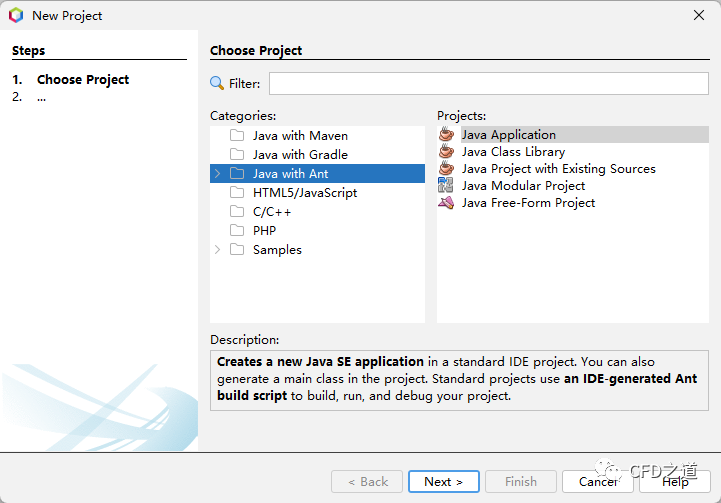 New Project
Steps
1. Choose Project
2. ...
Choose Project
Filter:
Categories:
Java with Maven
Java with Gradle
Java with Ant
HTML5/JavaScript
C/C++
PHP
Samples
Projects:
Java Application
Java Class Library
Java Project with Existing Sources
Java Modular Project
Java Free-Form Project
Description:
Creates a new Java SE application in a standard IDE project. You can also
generate a main class in the project. Standard projects use an IDE-generated Ant
build script to build, run, and debug your project.
< Back
Next >
Finish
Cancel
Help
CFD之道